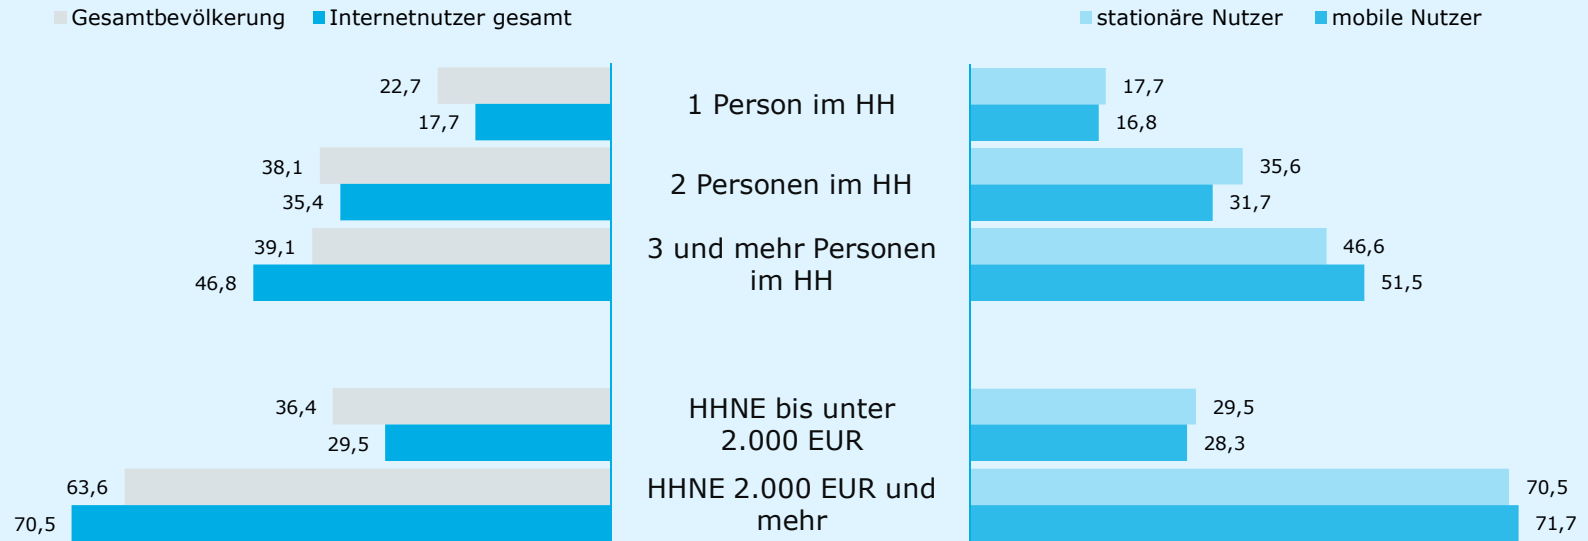 Gesamtbevölkerung Internetnutzer gesamt
stationäre Nutzer mobile Nutzer
22,7
17,7
1 Person im HH
17,7
16,8
38,1
35,4
2 Personen im HH
35,6
31,7
39,1
46,8
3 und mehr Personen
im HH
46,6
51,5
36,4
29,5
HHNE bis unter
2.000 EUR
29,5
28,3
63,6
70,5
HHNE 2.000 EUR und
mehr
70,5
71,7